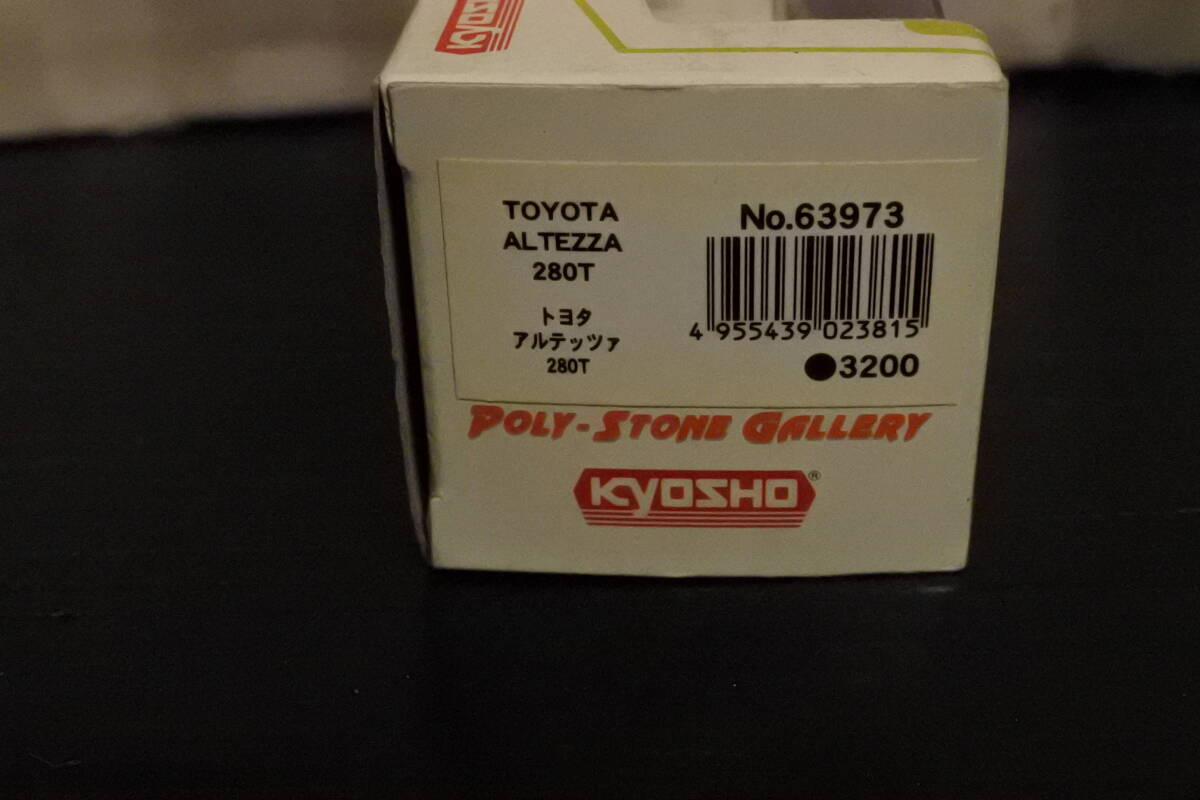 KYOSHO
TOYOTA
ALTEZZA
280T
トヨタ
アルテッツァ
280T
No.63973
4 955439 023815
●3200
POLY-STONE GALLERY
KYOSHO®